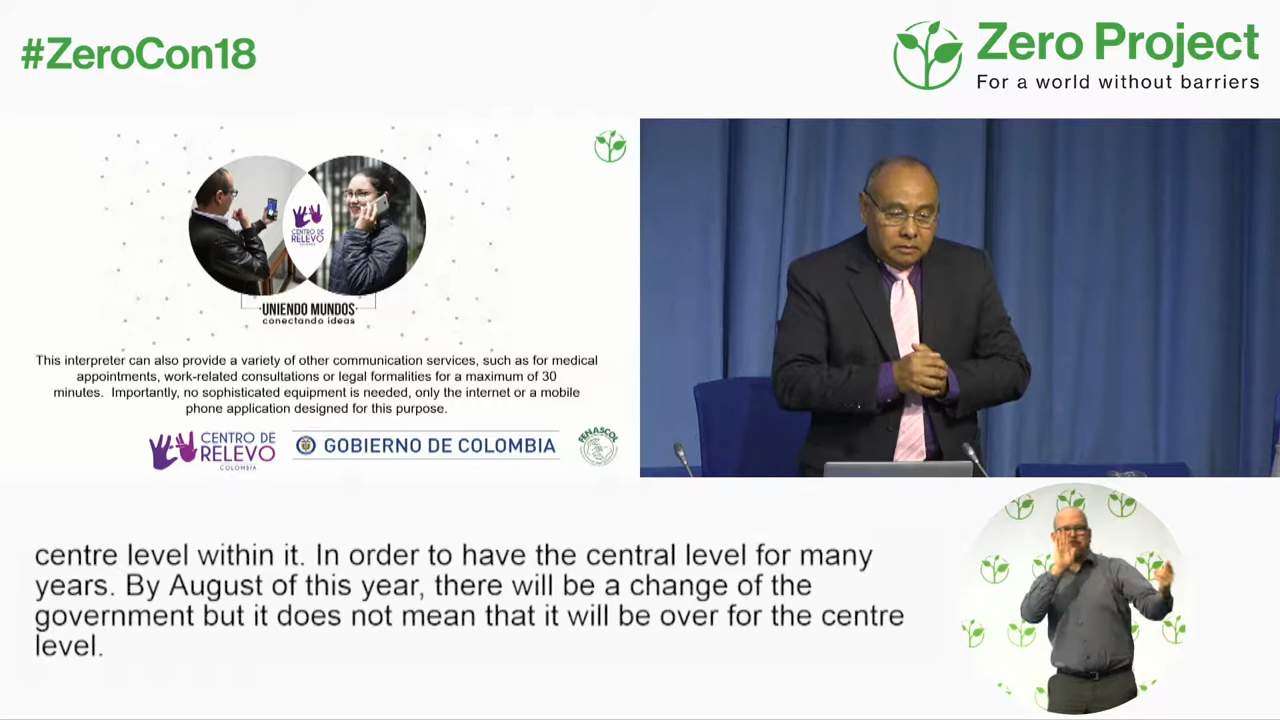 #ZeroCon18
Zero Project
For a world without barriers
CENTRO DE
RELEVO
COLOMBIA
UNIENDO MUNDOS
conectando ideas
This interpreter can also provide a variety of other communication services, such as for medical
appointments, work-related consultations or legal formalities for a maximum of 30
minutes. Importantly, no sophisticated equipment is needed, only the internet or a mobile
phone application designed for this purpose.
CENTRO DE
RELEVO
COLOMBIA
GOBIERNO DE COLOMBIA
FENASCOL
centre level within it. In order to have the central level for many
years. By August of this year, there will be a change of the
government but it does not mean that it will be over for the centre
level.